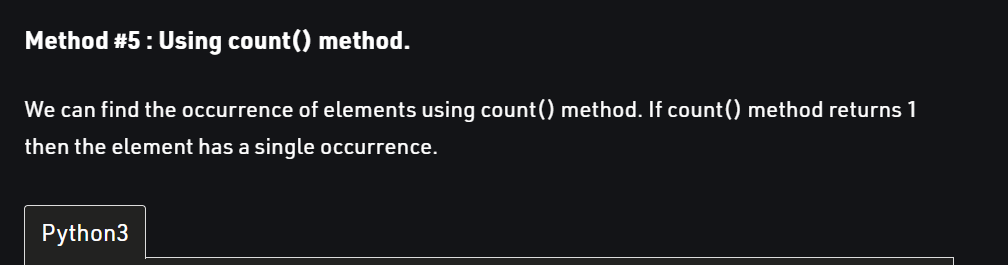 Method #5 : Using count() method.
We can find the occurrence of elements using count() method. If count() method returns 1
then the element has a single occurrence.
Python3